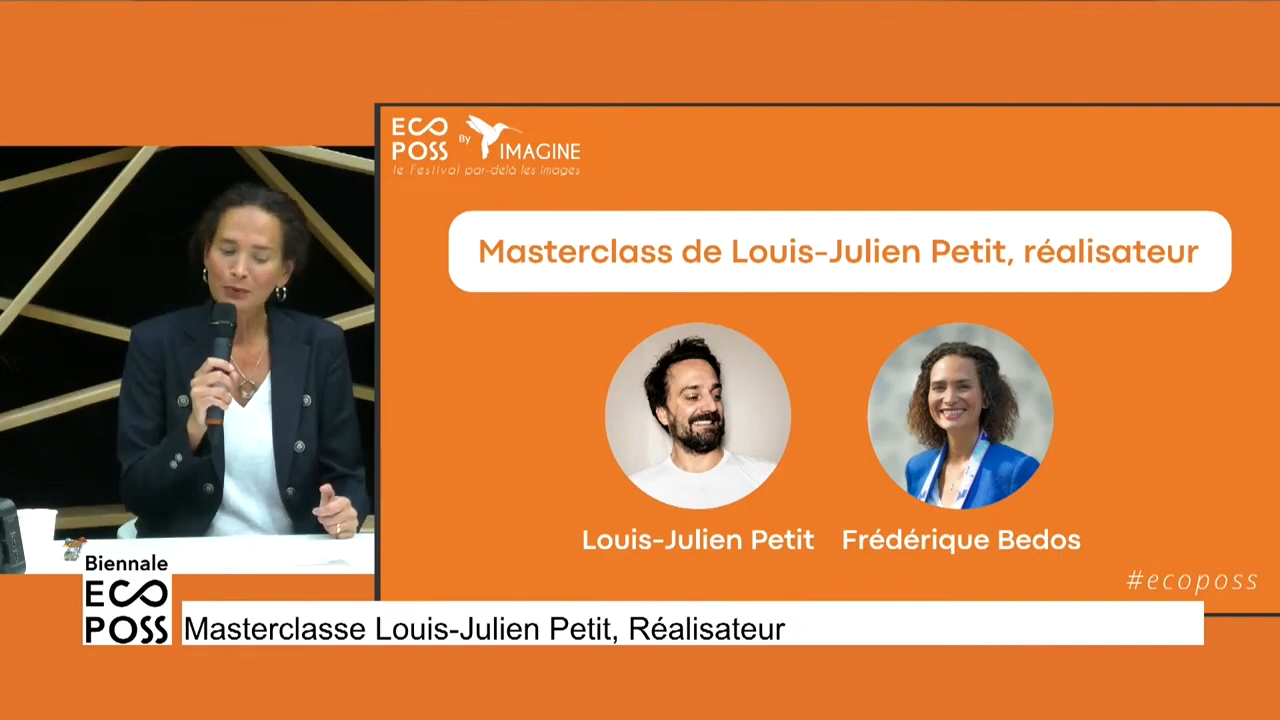 ECO
POSS
By
IMAGINE
le festival par-delà les images
Masterclass de Louis-Julien Petit, réalisateur
Louis-Julien Petit
Frédérique Bedos
#ecoposs
Biennale
ECO
POSS
Masterclasse Louis-Julien Petit, Réalisateur